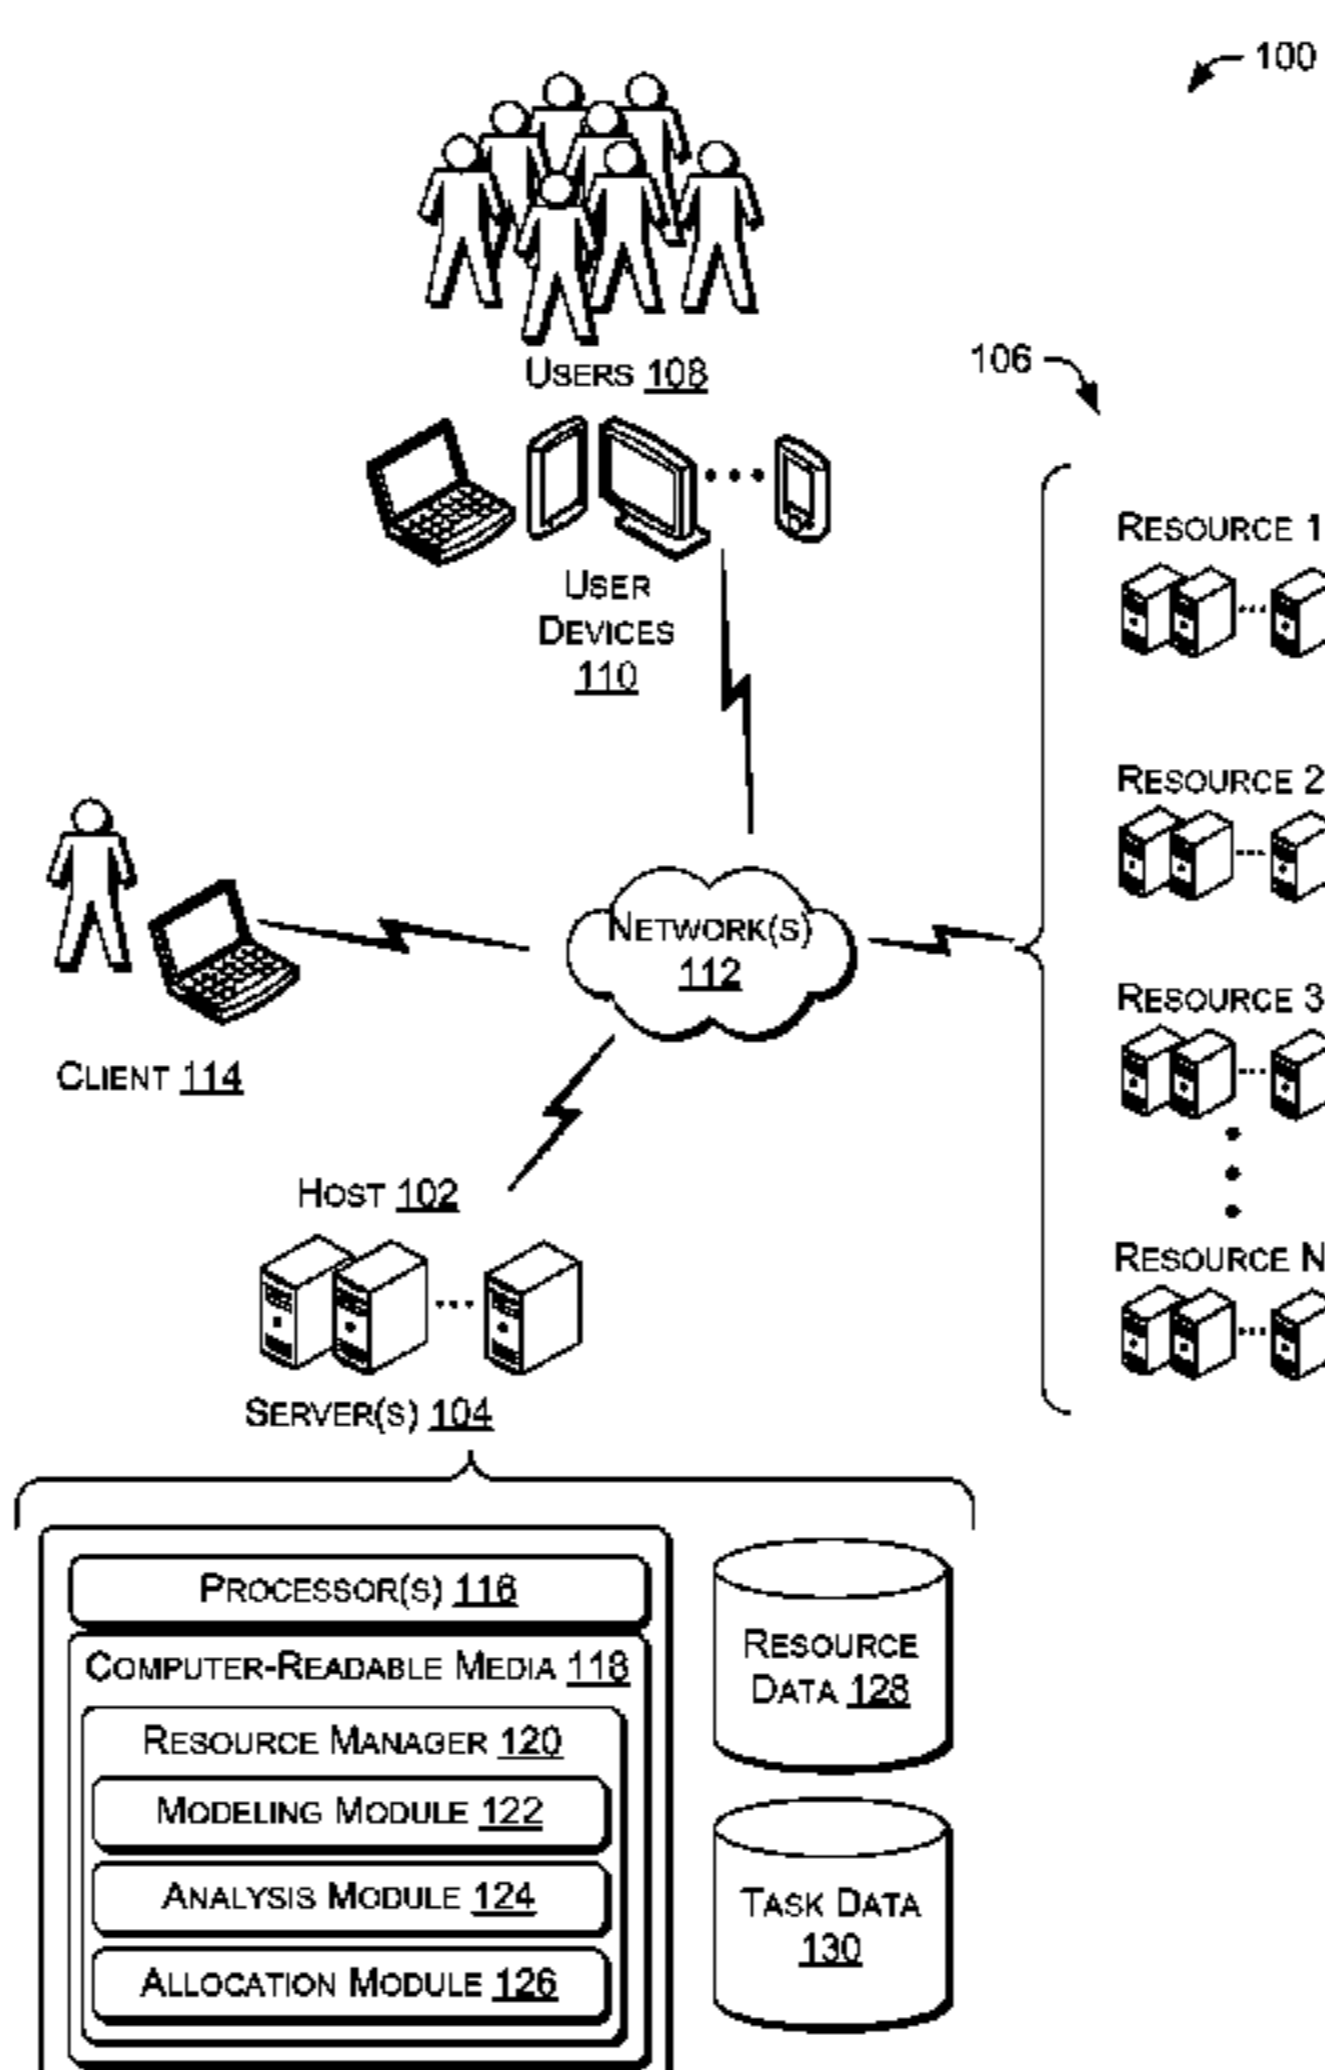 100
USERS 108
106
RESOURCE 1
USER
DEVICES
110
RESOURCE 2
NETWORK(S)
112
RESOURCE 3
CLIENT 114
HOST 102
RESOURCE N
SERVER(S) 104
PROCESSOR(S) 116
COMPUTER-READABLE MEDIA 118
RESOURCE MANAGER 120
MODELING MODULE 122
ANALYSIS MODULE 124
ALLOCATION MODULE 126
RESOURCE
DATA 128
TASK DATA
130